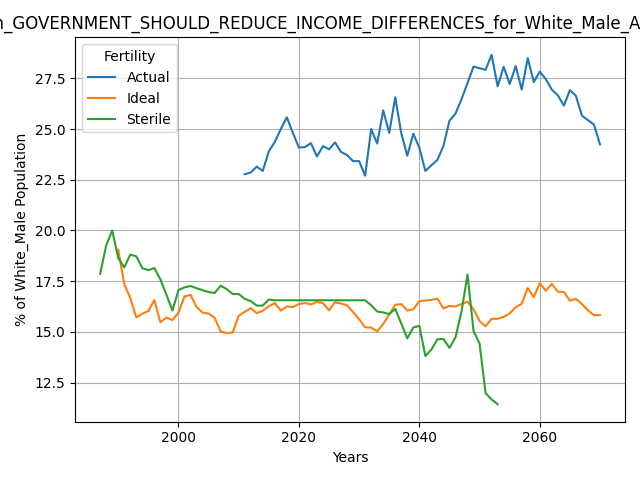 GOVERNMENT_SHOULD_REDUCE_INCOME_DIFFERENCES_for_White_Male_A
Fertility
Actual
Ideal
Sterile
% of White_Male Population
27.5
25.0
22.5
20.0
17.5
15.0
12.5
2000
2020
2040
2060
Years